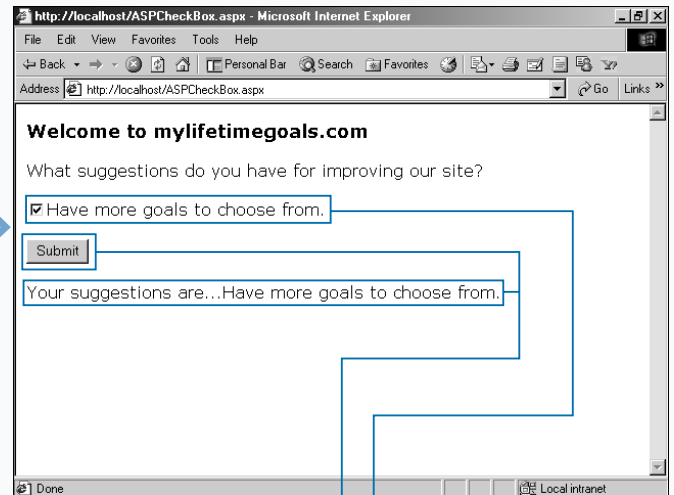 http://localhost/ASPCheckBox.aspx - Microsoft Internet Explorer
File Edit View Favorites Tools Help
Back Personal Bar Search Favorites
Address http://localhost/ASPCheckBox.aspx Go Links »
Welcome to mylifetimegoals.com
What suggestions do you have for improving our site?
Have more goals to choose from.
Submit
Your suggestions are...Have more goals to choose from.
Done Local intranet